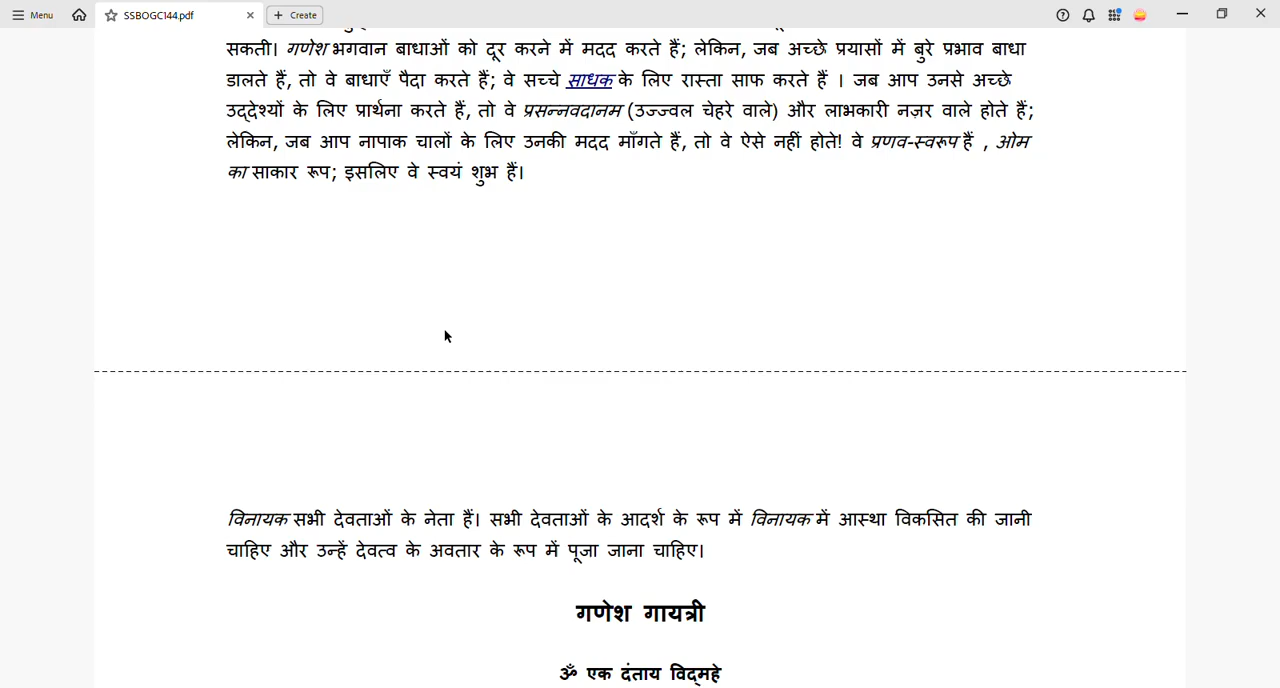 Menu
SSBOGC144.pdf
Create
सकती। गणेश भगवान बाधाओं को दूर करने में मदद करते हैं; लेकिन, जब अच्छे प्रयासों में बुरे प्रभाव बाधा
डालते हैं, तो वे बाधाएँ पैदा करते हैं; वे सच्चे साधक के लिए रास्ता साफ करते हैं । जब आप उनसे अच्छे
उद्देश्यों के लिए प्रार्थना करते हैं, तो वे प्रसन्नवदानम (उज्ज्वल चेहरे वाले) और लाभकारी नज़र वाले होते हैं;
लेकिन, जब आप नापाक चालों के लिए उनकी मदद माँगते हैं, तो वे ऐसे नहीं होते! वे प्रणव-स्वरूप हैं , ओम
का साकार रूप; इसलिए वे स्वयं शुभ हैं।
विनायक सभी देवताओं के नेता हैं। सभी देवताओं के आदर्श के रूप में विनायक में आस्था विकसित की जानी
चाहिए और उन्हें देवत्व के अवतार के रूप में पूजा जाना चाहिए।
गणेश गायत्री
ॐ एक दंताय विद्महे